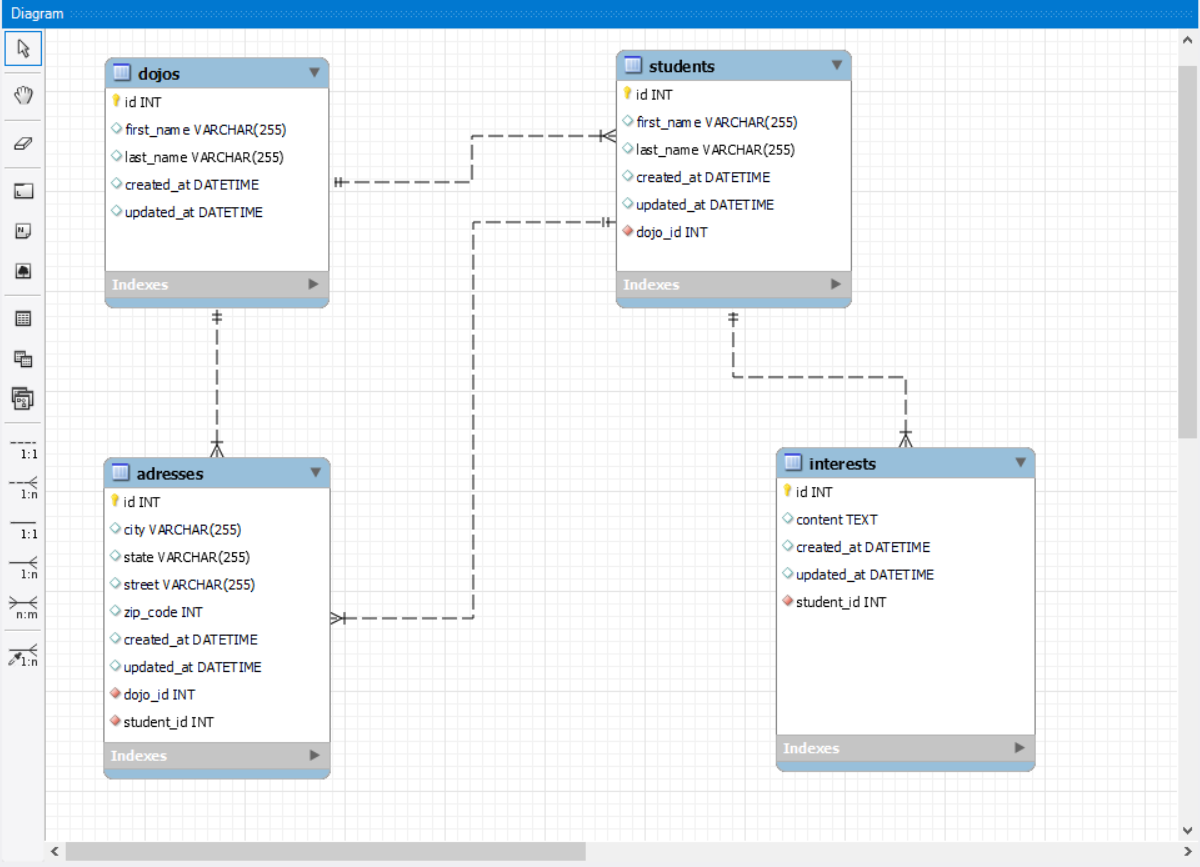 Diagram
dojos
id INT
first_name VARCHAR(255)
last_name VARCHAR(255)
created_at DATETIME
updated_at DATETIME
Indexes
students
id INT
first_name VARCHAR(255)
last_name VARCHAR(255)
created_at DATETIME
updated_at DATETIME
dojo_id INT
Indexes
adresses
id INT
city VARCHAR(255)
state VARCHAR(255)
street VARCHAR(255)
zip_code INT
created_at DATETIME
updated_at DATETIME
dojo_id INT
student_id INT
Indexes
interests
id INT
content TEXT
created_at DATETIME
updated_at DATETIME
student_id INT
Indexes
1:1
1:n
1:1
1:n
n:m
1:n